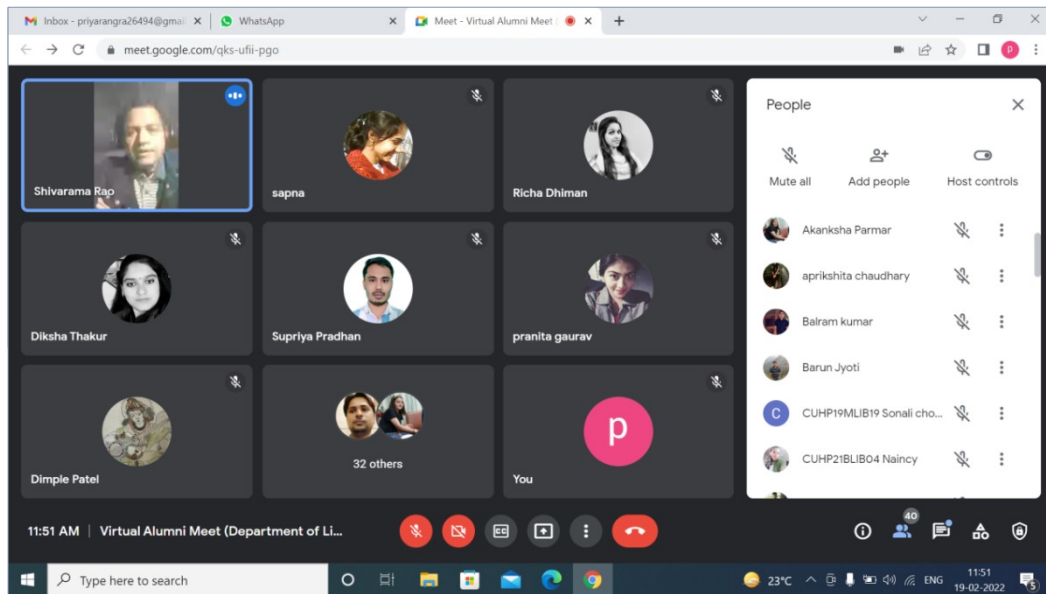 Inbox - priyarangra26494@gmai
WhatsApp
Meet - Virtual Alumni Meet (
meet.google.com/qks-ufii-pgo
p
Shivarama Rao
sapna
Richa Dhiman
Diksha Thakur
Supriya Pradhan
pranita gaurav
Dimple Patel
32 others
p
You
People
Mute all
Add people
Host controls
Akanksha Parmar
aprikshita chaudhary
Balram kumar
Barun Jyoti
C
CUHP19MLIB19 Sonali cho...
CUHP21BLIB04 Naincy
11:51 AM | Virtual Alumni Meet (Department of Li...
CC
40
Type here to search
23°C
ENG
11:51
19-02-2022
5